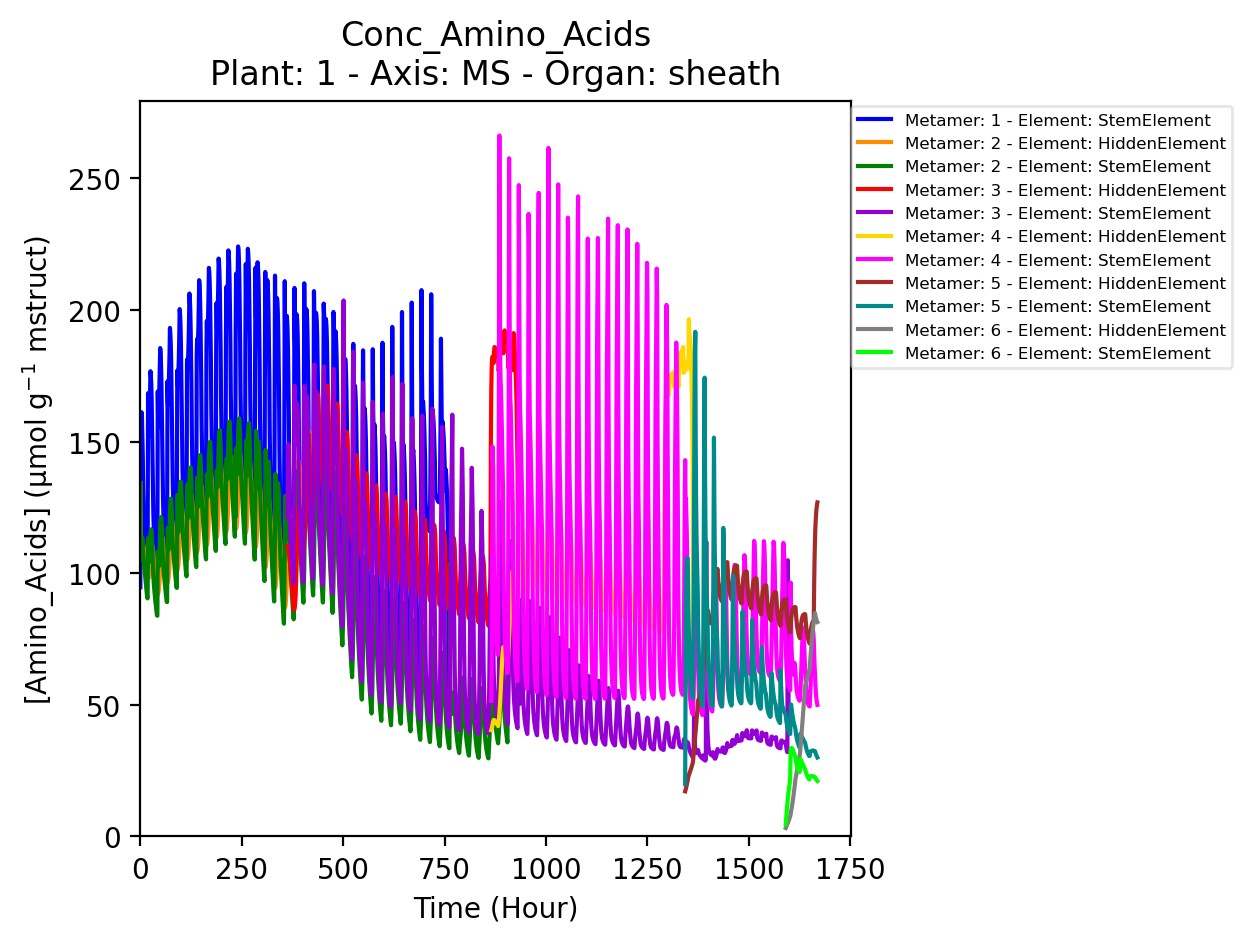 Conc_Amino_Acids
Plant: 1 - Axis: MS - Organ: sheath
[Amino_Acids] (µmol g⁻¹ mstruct)
250
200
150
100
50
0
0 250 500 750 1000 1250 1500 1750
Time (Hour)
Metamer: 1 - Element: StemElement
Metamer: 2 - Element: HiddenElement
Metamer: 2 - Element: StemElement
Metamer: 3 - Element: HiddenElement
Metamer: 3 - Element: StemElement
Metamer: 4 - Element: HiddenElement
Metamer: 4 - Element: StemElement
Metamer: 5 - Element: HiddenElement
Metamer: 5 - Element: StemElement
Metamer: 6 - Element: HiddenElement
Metamer: 6 - Element: StemElement